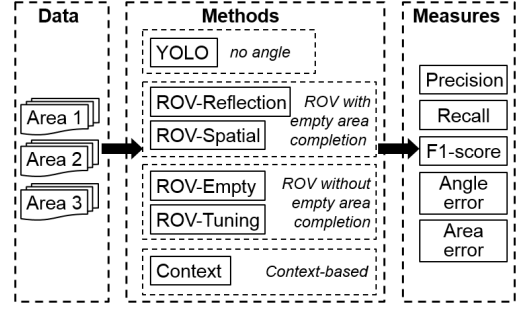 Data
Methods
Measures
Area 1
Area 2
Area 3
YOLO
no angle
ROV-Reflection
ROV-Spatial
ROV with
empty area
completion
ROV-Empty
ROV-Tuning
ROV without
empty area
completion
Context
Context-based
Precision
Recall
F1-score
Angle
error
Area
error